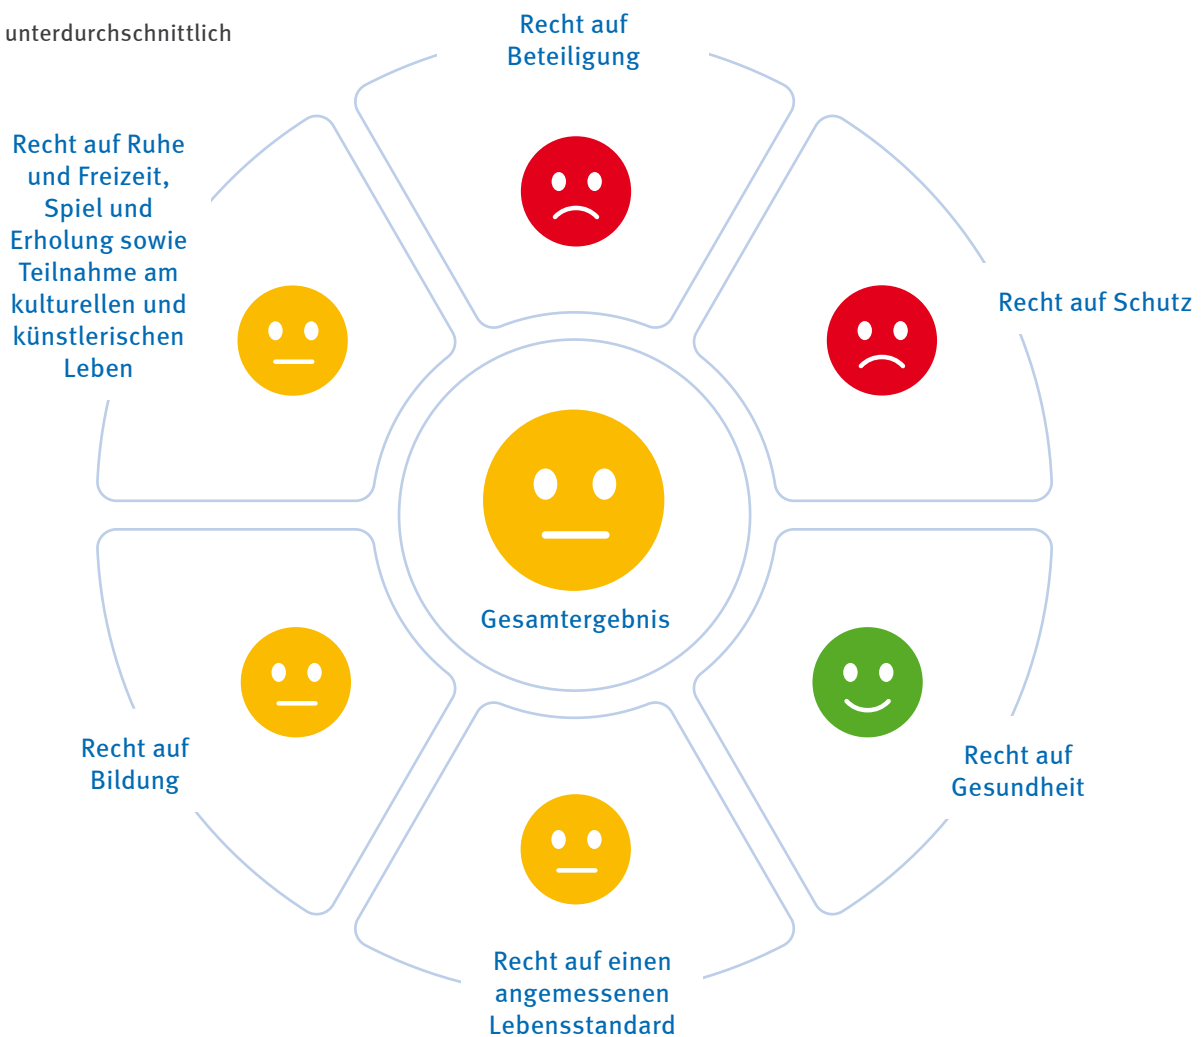 unterdurchschnittlich
Recht auf
Beteiligung
Recht auf Ruhe
und Freizeit,
Spiel und
Erholung sowie
Teilnahme am
kulturellen und
künstlerischen
Leben
Recht auf Schutz
Gesamtergebnis
Recht auf
Bildung
Recht auf
Gesundheit
Recht auf einen
angemessenen
Lebensstandard